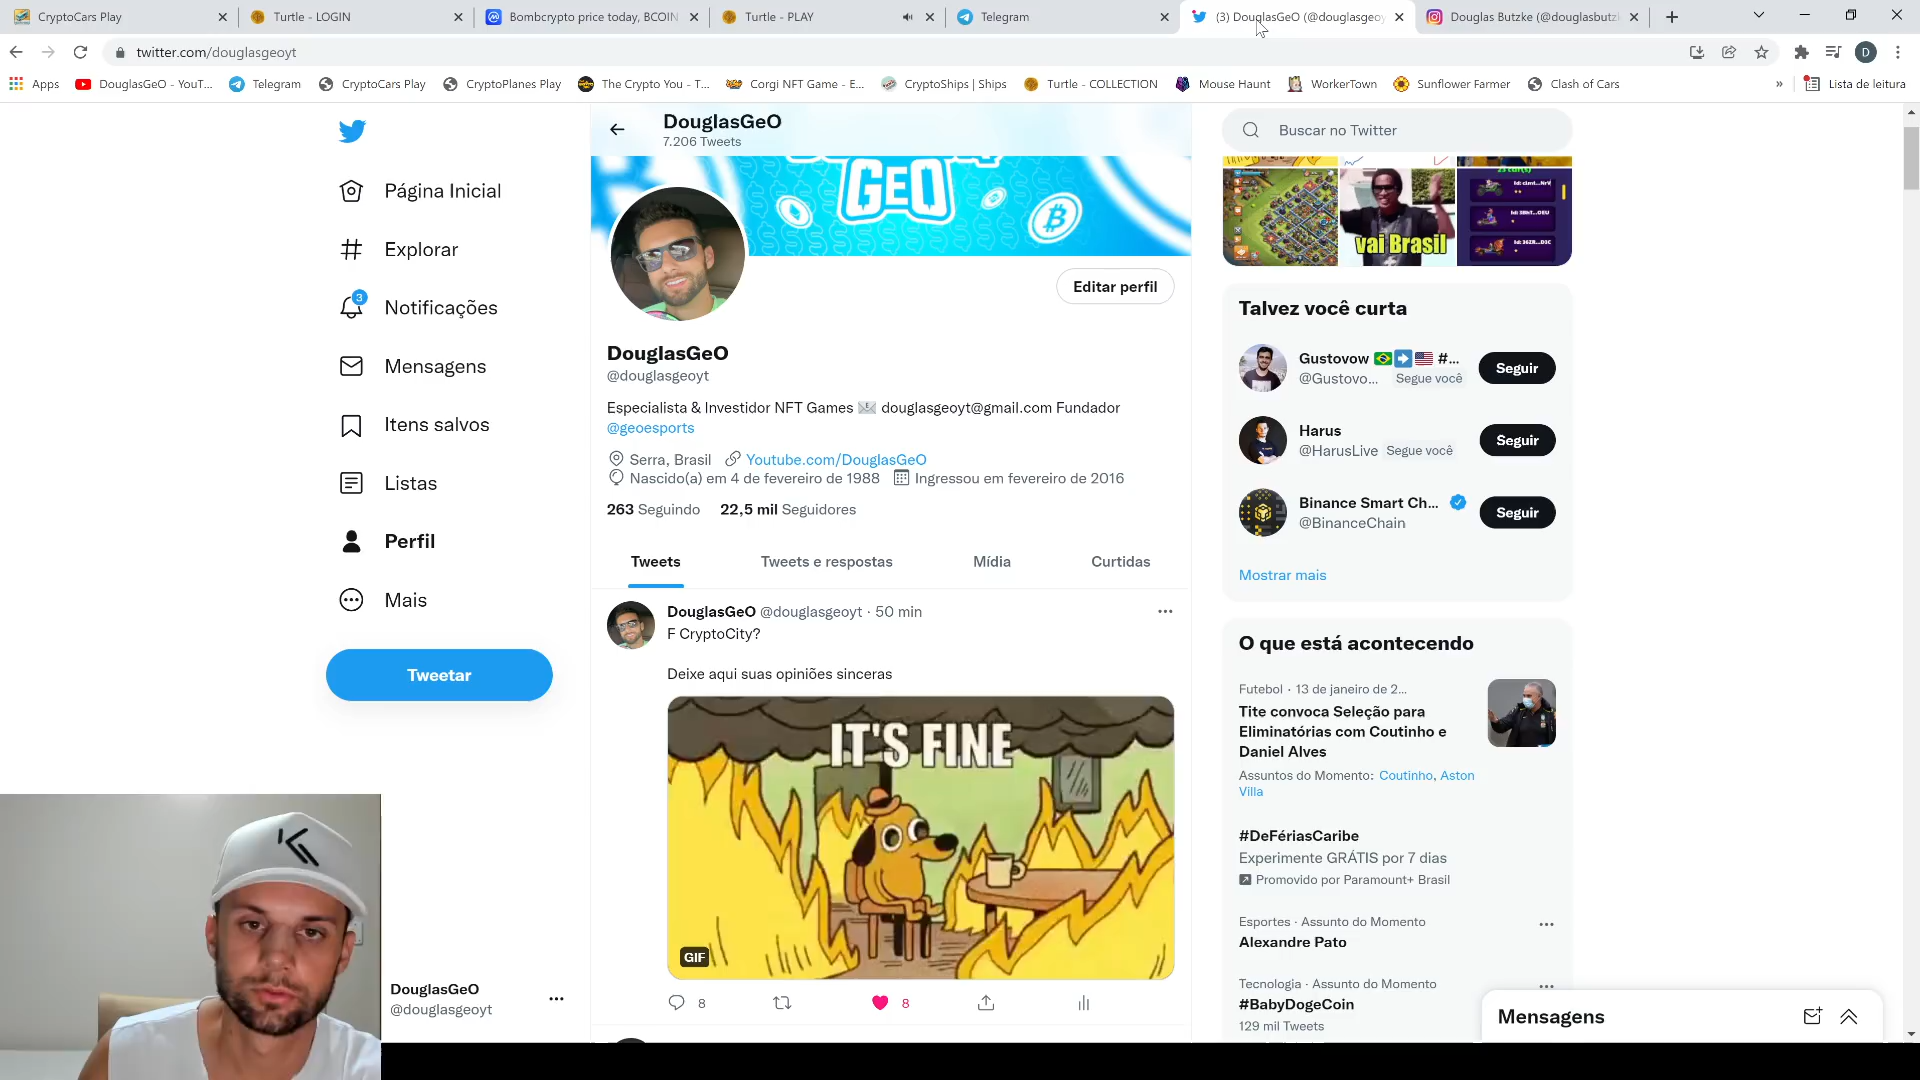 CryptoCars Play
Turtle - LOGIN
Bombcrypto price today, BCOIN
Turtle - PLAY
Telegram
(3) DouglasGeO (@douglasgeoy
Douglas Butzke (@douglasbutz
twitter.com/douglasgeoyt
D
Apps
DouglasGeO - YouT...
Telegram
CryptoCars Play
CryptoPlanes Play
The Crypto You - T...
Corgi NFT Game - E...
CryptoShips | Ships
Turtle - COLLECTION
Mouse Haunt
WorkerTown
Sunflower Farmer
Clash of Cars
»
Lista de leitura
DouglasGeO
7.206 Tweets
GEO
Editar perfil
DouglasGeO
@douglasgeoyt
Especialista & Investidor NFT Games 📧 douglasgeoyt@gmail.com Fundador
@geoesports
Serra, Brasil Youtube.com/DouglasGeO
Nascido(a) em 4 de fevereiro de 1988 Ingressou em fevereiro de 2016
263 Seguindo 22,5 mil Seguidores
Tweets
Tweets e respostas
Mídia
Curtidas
DouglasGeO @douglasgeoyt · 50 min
F CryptoCity?
Deixe aqui suas opiniões sinceras
IT'S FINE
GIF
8
8
Página Inicial
Explorar
3
Notificações
Mensagens
Itens salvos
Listas
Perfil
Mais
Tweetar
DouglasGeO
@douglasgeoyt
Buscar no Twitter
vai Brasil
Talvez você curta
Gustovow 🇧🇷➡️🇺🇸 #...
@Gustovo... Segue você
Seguir
Harus
@HarusLive Segue você
Seguir
Binance Smart Ch...
@BinanceChain
Seguir
Mostrar mais
O que está acontecendo
Futebol · 13 de janeiro de 2...
Tite convoca Seleção para
Eliminatórias com Coutinho e
Daniel Alves
Assuntos do Momento: Coutinho, Aston
Villa
#DeFériasCaribe
Experimente GRÁTIS por 7 dias
Promovido por Paramount+ Brasil
Esportes · Assunto do Momento
Alexandre Pato
Tecnologia · Assunto do Momento
#BabyDogeCoin
129 mil Tweets
Mensagens